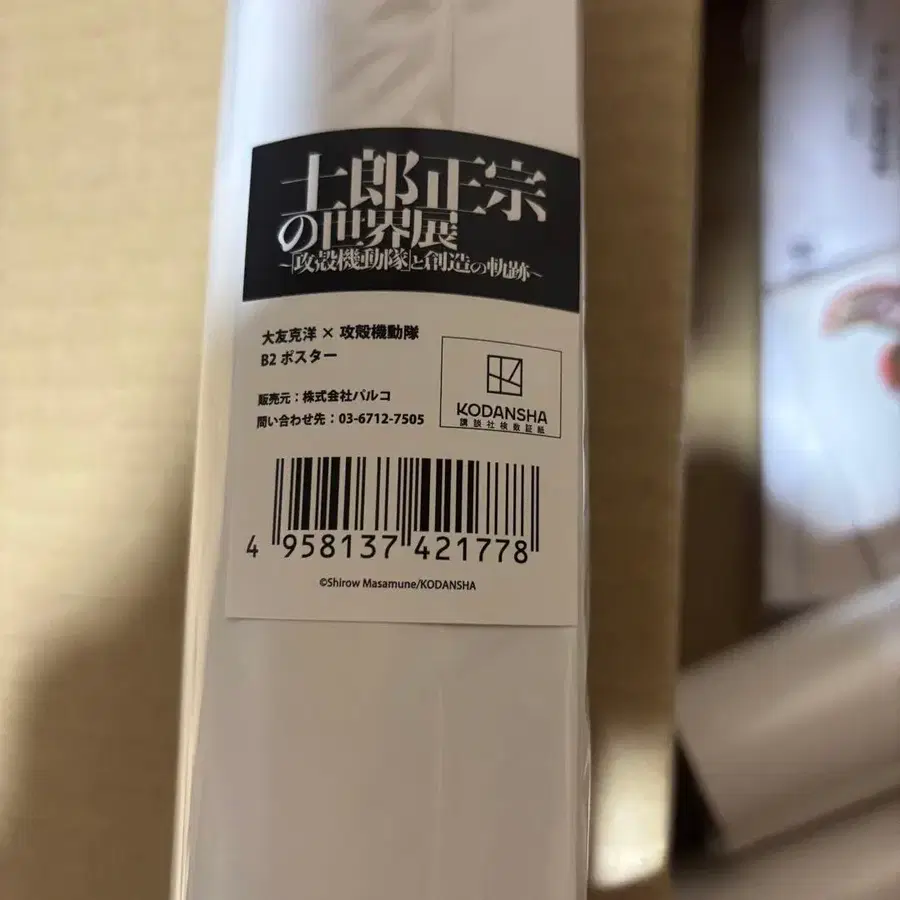 士郎正宗
の世界展
~「攻殻機動隊」と創造の軌跡~
大友克洋 × 攻殻機動隊
B2 ポスター
販売元：株式会社パルコ
問い合わせ先：03-6712-7505
KODANSHA
講談社検数証紙
4 958137 421778
©Shirow Masamune/KODANSHA